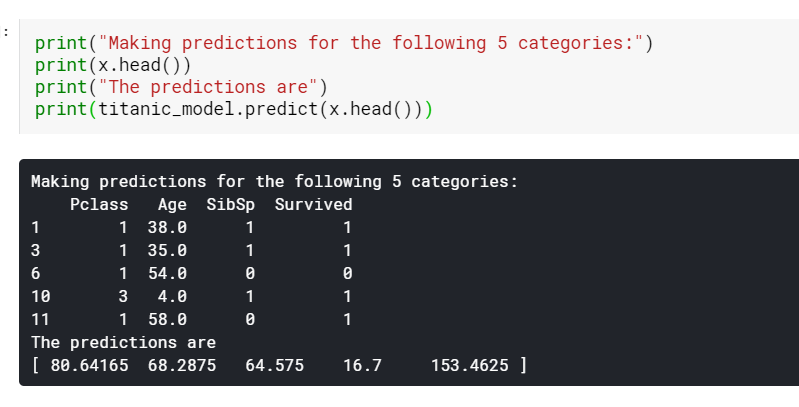 :
print("Making predictions for the following 5 categories:")
print(x.head())
print("The predictions are")
print(titanic_model.predict(x.head()))
Making predictions for the following 5 categories:
Pclass Age SibSp Survived
1 1 38.0 1 1
3 1 35.0 1 1
6 1 54.0 0 0
10 3 4.0 1 1
11 1 58.0 0 1
The predictions are
[ 80.64165 68.2875 64.575 16.7 153.4625 ]